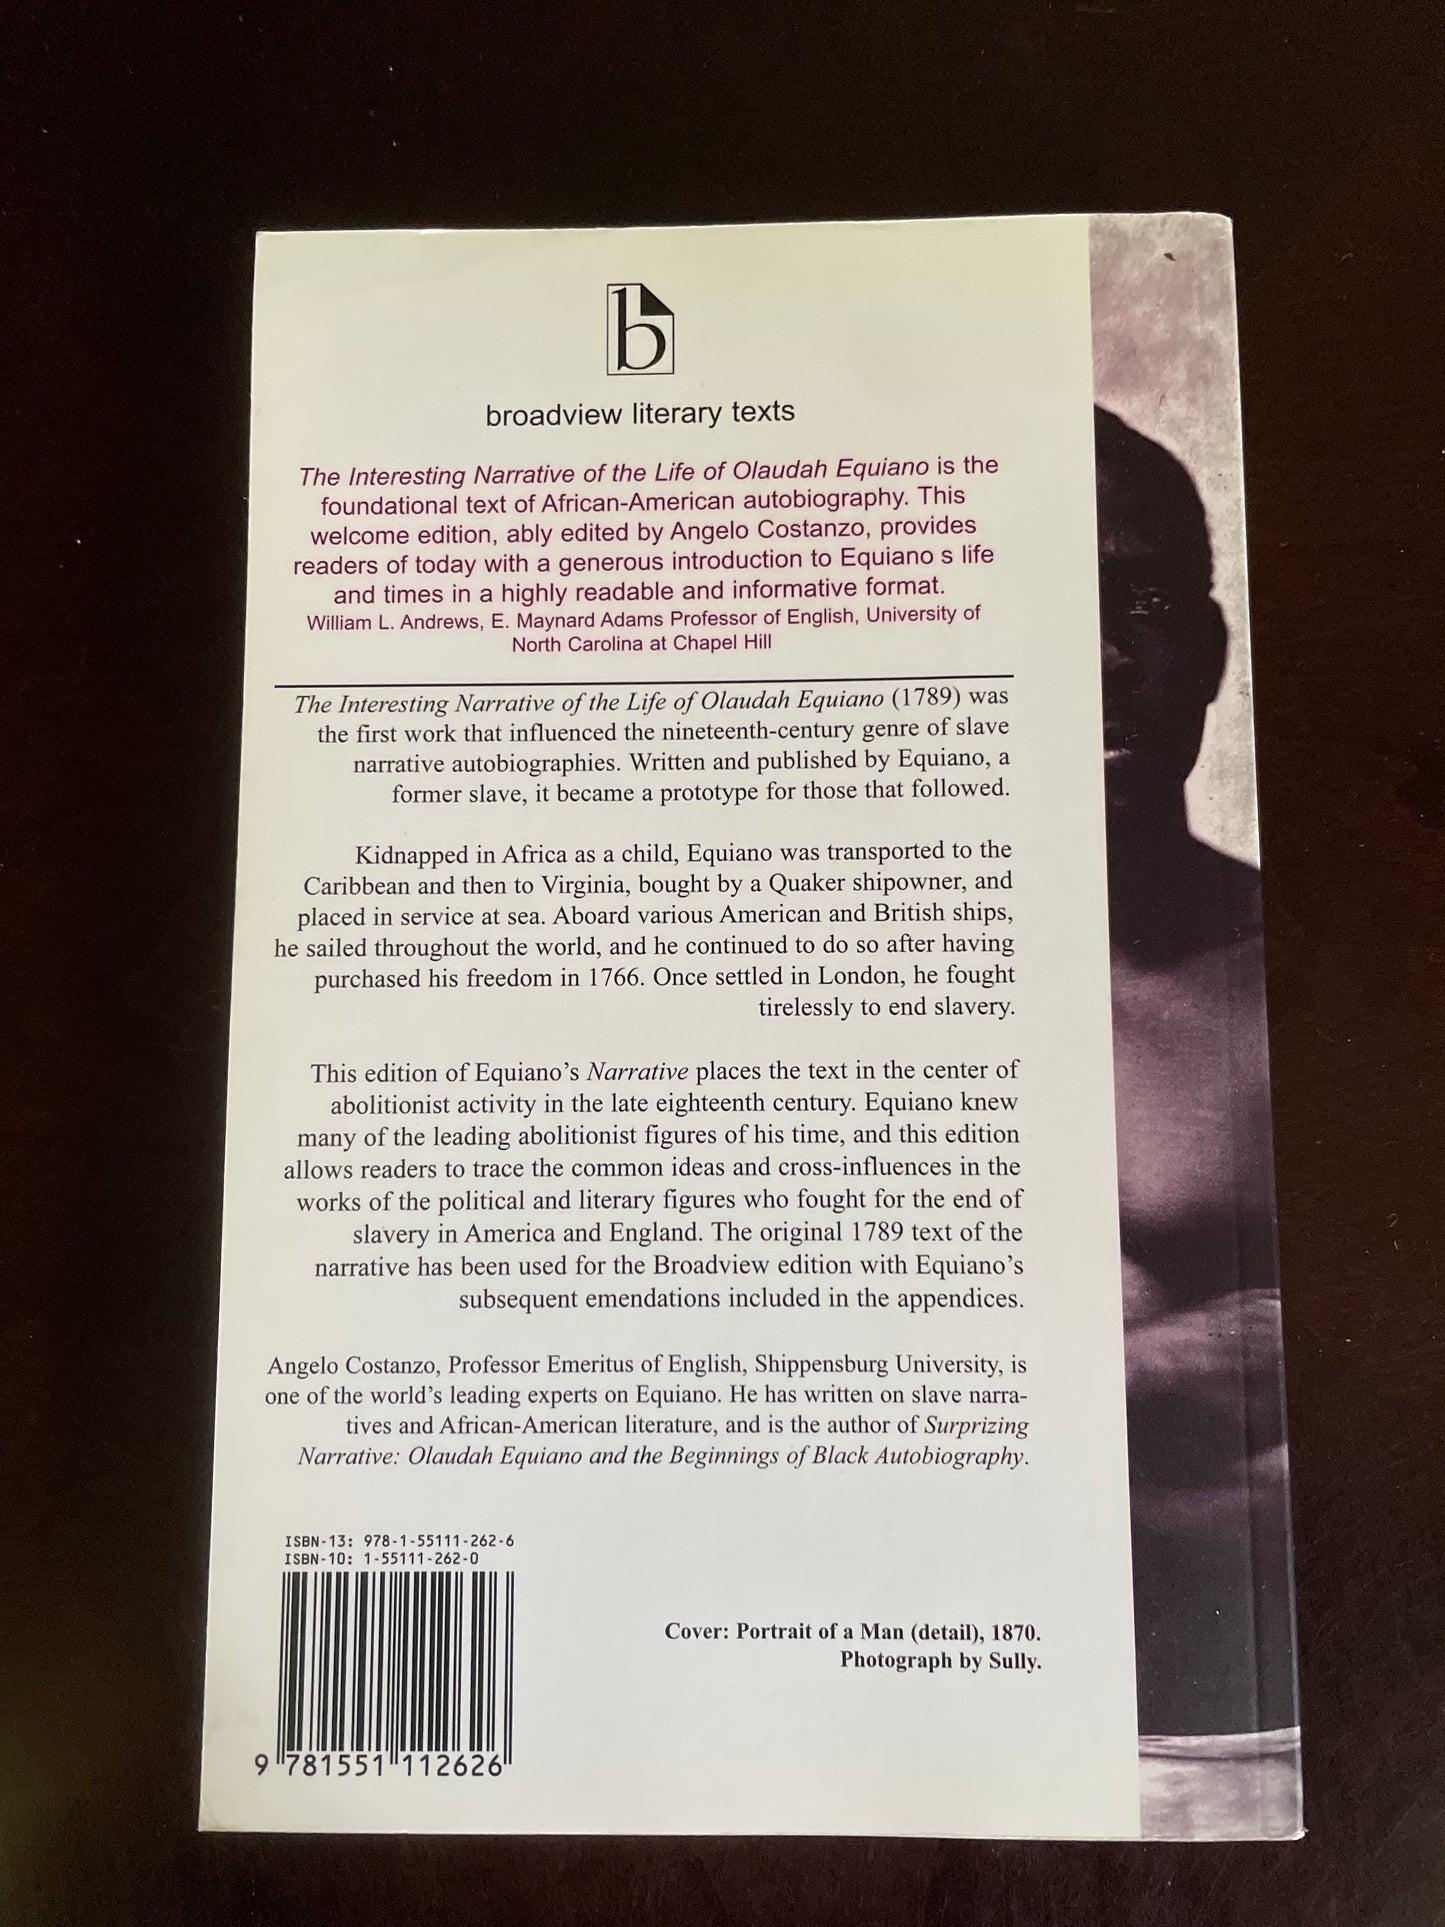 b
broadview literary texts
The Interesting Narrative of the Life of Olaudah Equiano is the
foundational text of African-American autobiography. This
welcome edition, ably edited by Angelo Costanzo, provides
readers of today with a generous introduction to Equiano s life
and times in a highly readable and informative format.
William L. Andrews, E. Maynard Adams Professor of English, University of
North Carolina at Chapel Hill
The Interesting Narrative of the Life of Olaudah Equiano (1789) was
the first work that influenced the nineteenth-century genre of slave
narrative autobiographies. Written and published by Equiano, a
former slave, it became a prototype for those that followed.
Kidnapped in Africa as a child, Equiano was transported to the
Caribbean and then to Virginia, bought by a Quaker shipowner, and
placed in service at sea. Aboard various American and British ships,
he sailed throughout the world, and he continued to do so after having
purchased his freedom in 1766. Once settled in London, he fought
tirelessly to end slavery.
This edition of Equiano’s Narrative places the text in the center of
abolitionist activity in the late eighteenth century. Equiano knew
many of the leading abolitionist figures of his time, and this edition
allows readers to trace the common ideas and cross-influences in the
works of the political and literary figures who fought for the end of
slavery in America and England. The original 1789 text of the
narrative has been used for the Broadview edition with Equiano’s
subsequent emendations included in the appendices.
Angelo Costanzo, Professor Emeritus of English, Shippensburg University, is
one of the world’s leading experts on Equiano. He has written on slave narra-
tives and African-American literature, and is the author of Surprizing
Narrative: Olaudah Equiano and the Beginnings of Black Autobiography.
ISBN-13: 978-1-55111-262-6
ISBN-10: 1-55111-262-0
9 781551 112626
Cover: Portrait of a Man (detail), 1870.
Photograph by Sully.